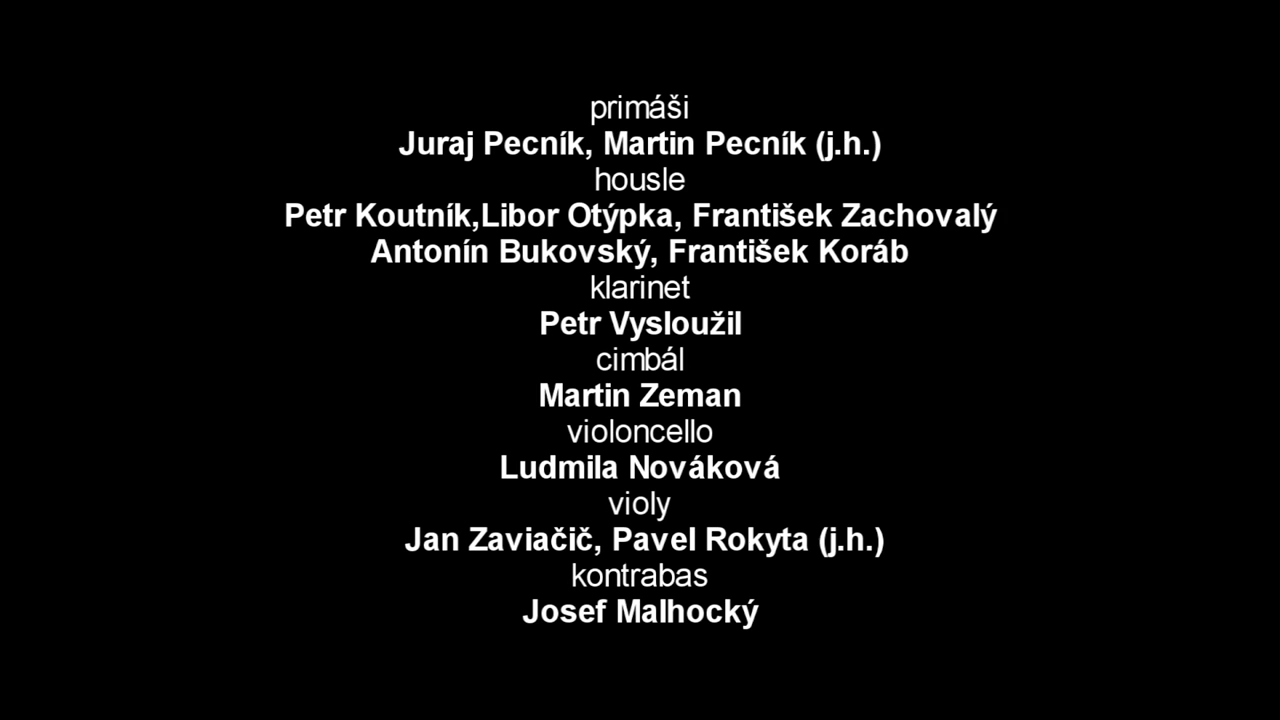 primáši
Juraj Pecník, Martin Pecník (j.h.)
housle
Petr Koutník,Libor Otýpka, František Zachovalý
Antonín Bukovský, František Koráb
klarinet
Petr Vysloužil
cimbál
Martin Zeman
violoncello
Ludmila Nováková
violy
Jan Zaviačič, Pavel Rokyta (j.h.)
kontrabas
Josef Malhocký